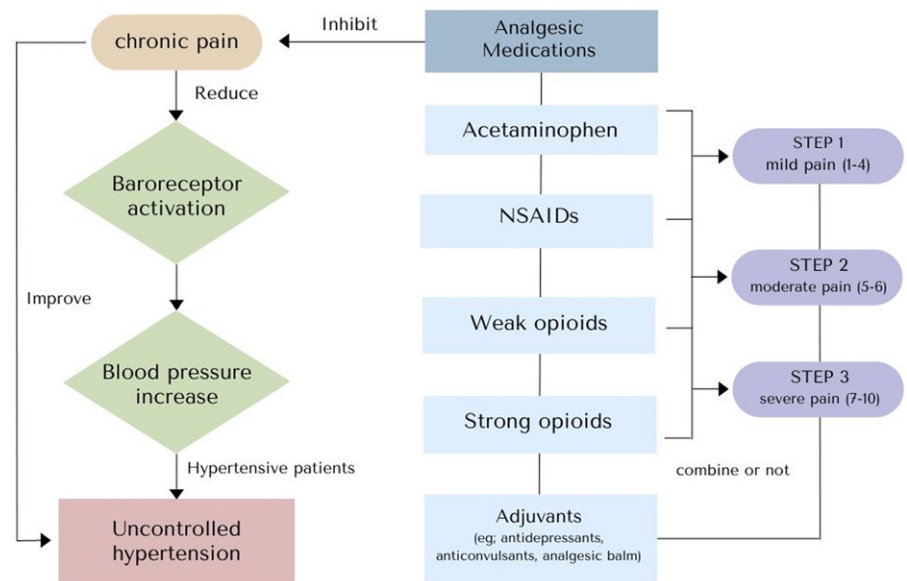 chronic pain
Inhibit
Analgesic
Medications
Reduce
Baroreceptor
activation
Improve
Blood pressure
increase
Hypertensive patients
Uncontrolled
hypertension
Acetaminophen
NSAIDs
Weak opioids
Strong opioids
Adjuvants
(eg; antidepressants,
anticonvulsants, analgesic balm)
STEP 1
mild pain (1-4)
STEP 2
moderate pain (5-6)
STEP 3
severe pain (7-10)
combine or not